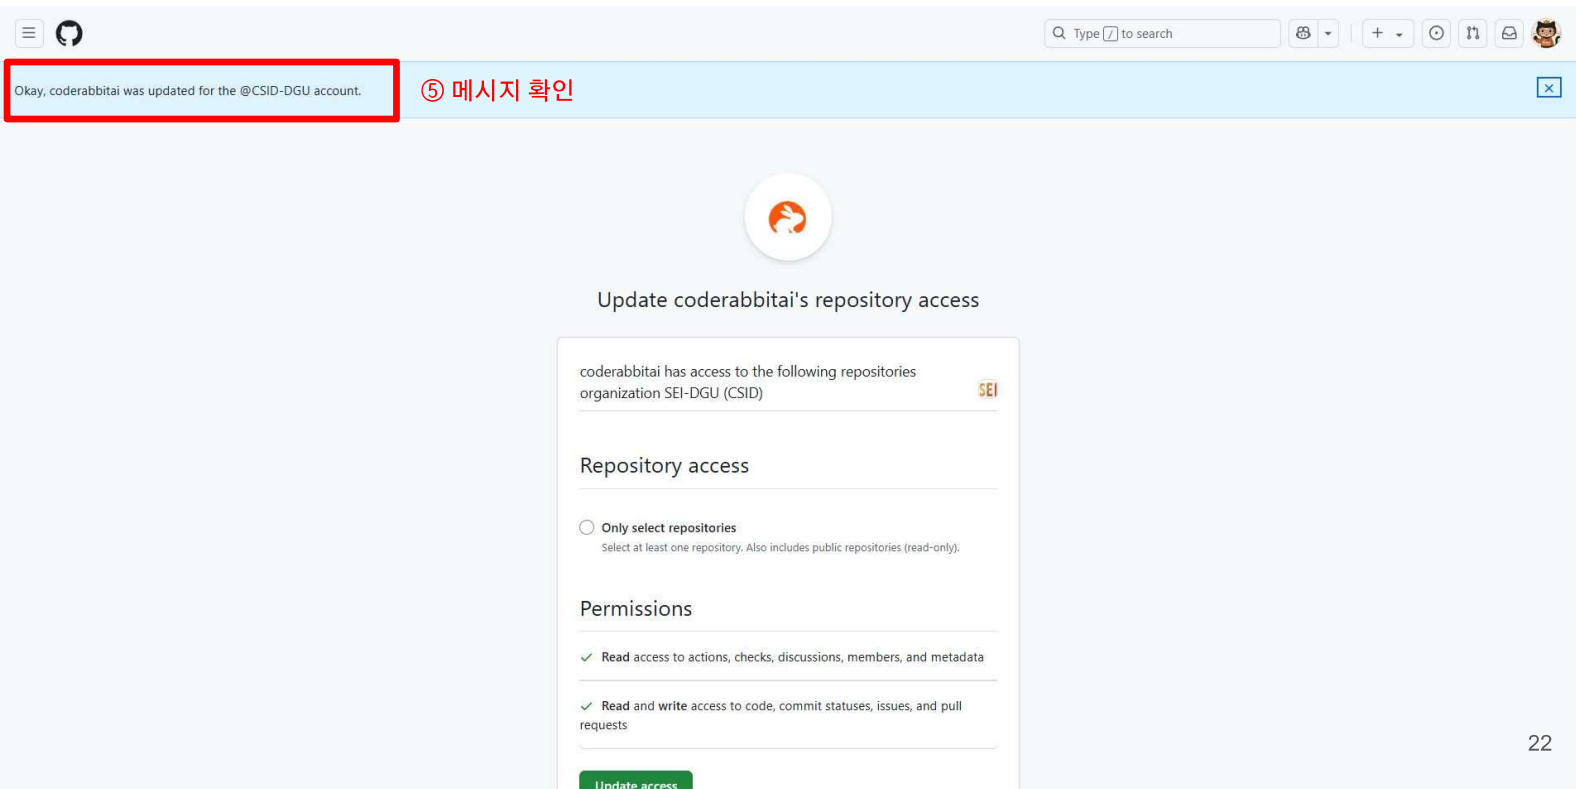 Type / to search
Okay, coderabbitai was updated for the @CSID-DGU account.
⑤ 메시지 확인
Update coderabbitai's repository access
coderabbitai has access to the following repositories
organization SEI-DGU (CSID)
SEI
Repository access
Only select repositories
Select at least one repository. Also includes public repositories (read-only).
Permissions
Read access to actions, checks, discussions, members, and metadata
Read and write access to code, commit statuses, issues, and pull
requests
Update access
22